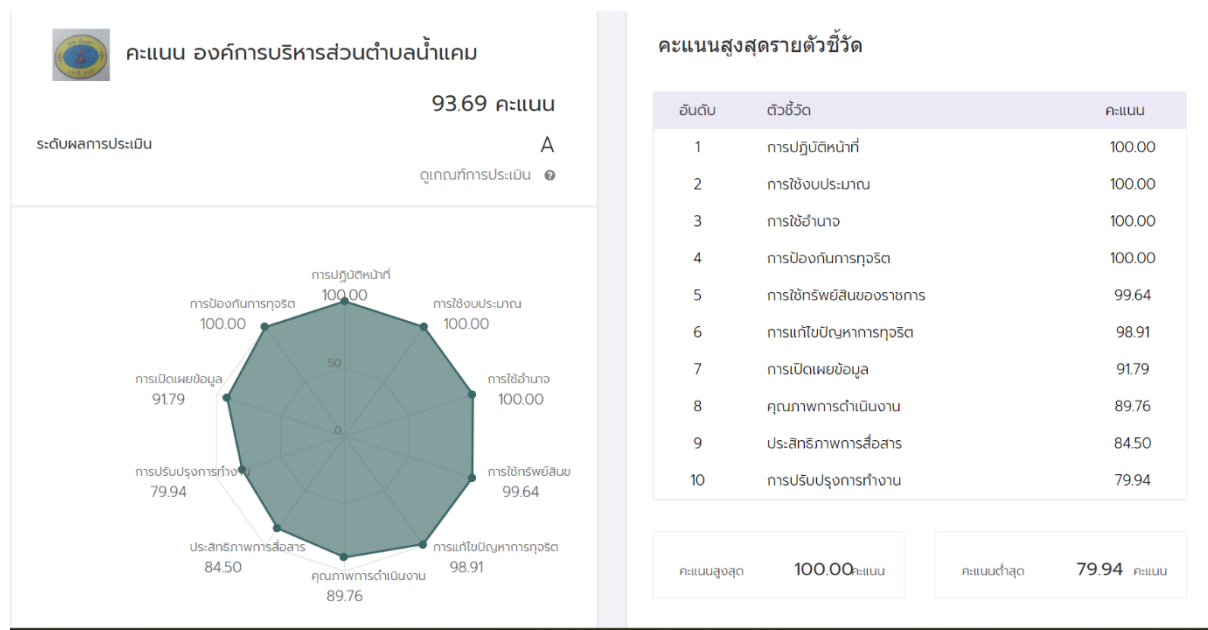 คะแนน องค์การบริหารส่วนตำบลน้ำแคม
93.69 คะแนน
ระดับผลการประเมิน A
ดูเกณฑ์การประเมิน
การปฏิบัติหน้าที่
100.00
การใช้งบประมาณ
100.00
การใช้อำนาจ
100.00
การใช้ทรัพย์สินข
99.64
การแก้ไขปัญหาการทุจริต
98.91
คุณภาพการดำเนินงาน
89.76
ประสิทธิภาพการสื่อสาร
84.50
การปรับปรุงการทำงาน
79.94
การเปิดเผยข้อมูล
91.79
การป้องกันการทุจริต
100.00
50
0
คะแนนสูงสุดรายตัวชี้วัด
อันดับ ตัวชี้วัด คะแนน
1 การปฏิบัติหน้าที่ 100.00
2 การใช้งบประมาณ 100.00
3 การใช้อำนาจ 100.00
4 การป้องกันการทุจริต 100.00
5 การใช้ทรัพย์สินของราชการ 99.64
6 การแก้ไขปัญหาการทุจริต 98.91
7 การเปิดเผยข้อมูล 91.79
8 คุณภาพการดำเนินงาน 89.76
9 ประสิทธิภาพการสื่อสาร 84.50
10 การปรับปรุงการทำงาน 79.94
คะแนนสูงสุด 100.00คะแนน
คะแนนต่ำสุด 79.94 คะแนน